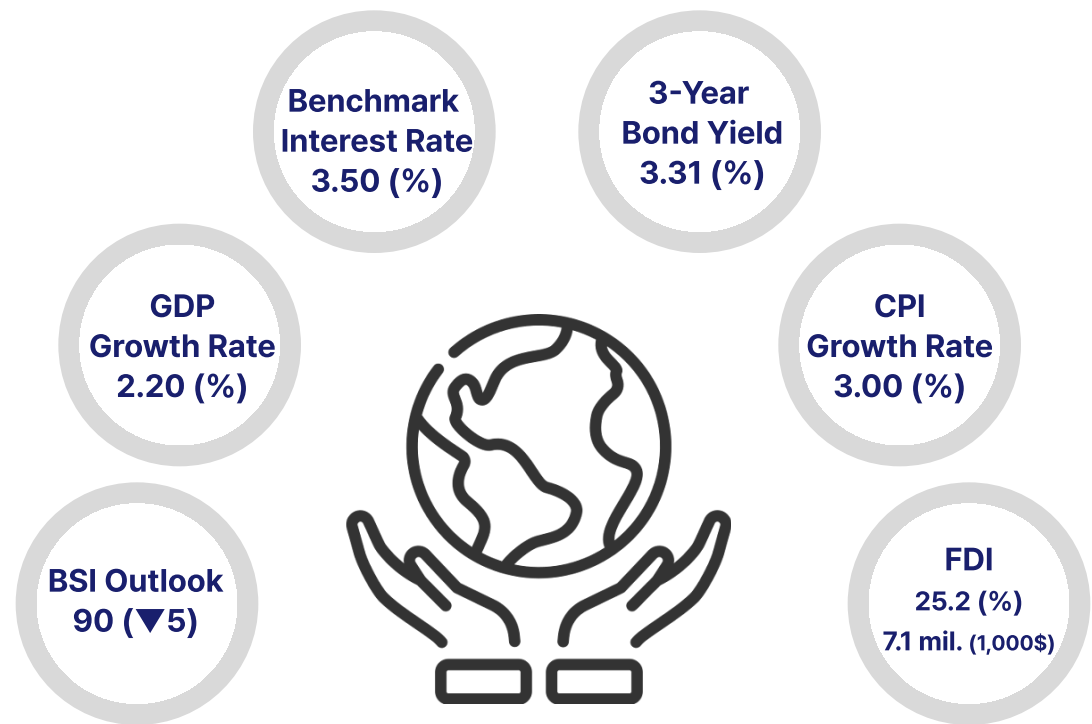 Benchmark
Interest Rate
3.50 (%)
3-Year
Bond Yield
3.31 (%)
GDP
Growth Rate
2.20 (%)
CPI
Growth Rate
3.00 (%)
BSI Outlook
90 (▼5)
FDI
25.2 (%)
7.1 mil. (1,000$)